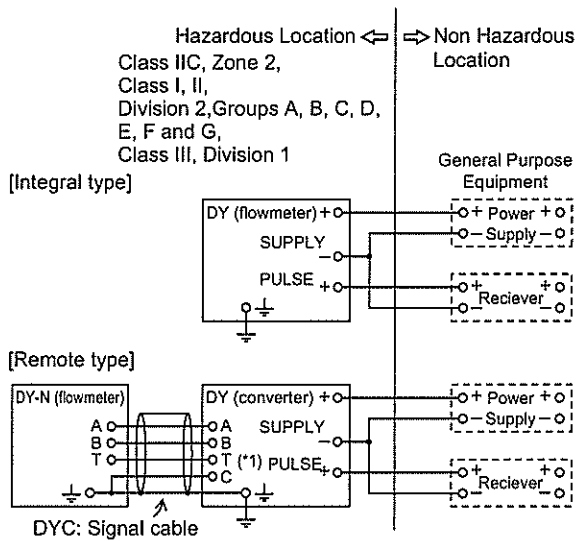 Hazardous Location
Non Hazardous
Location
Class IIC, Zone 2,
Class I, II,
Division 2,Groups A, B, C, D,
E, F and G,
Class III, Division 1
General Purpose
Equipment
[Integral type]
DY (flowmeter) +
SUPPLY
−
PULSE +
+ Power +
− Supply −
+ +
Reciever
− −
[Remote type]
DY-N (flowmeter)
A
B
T
DY (converter) +
A
B
T (*1)
C
SUPPLY
−
PULSE +
+ Power +
− Supply −
+ +
Reciever
− −
DYC: Signal cable